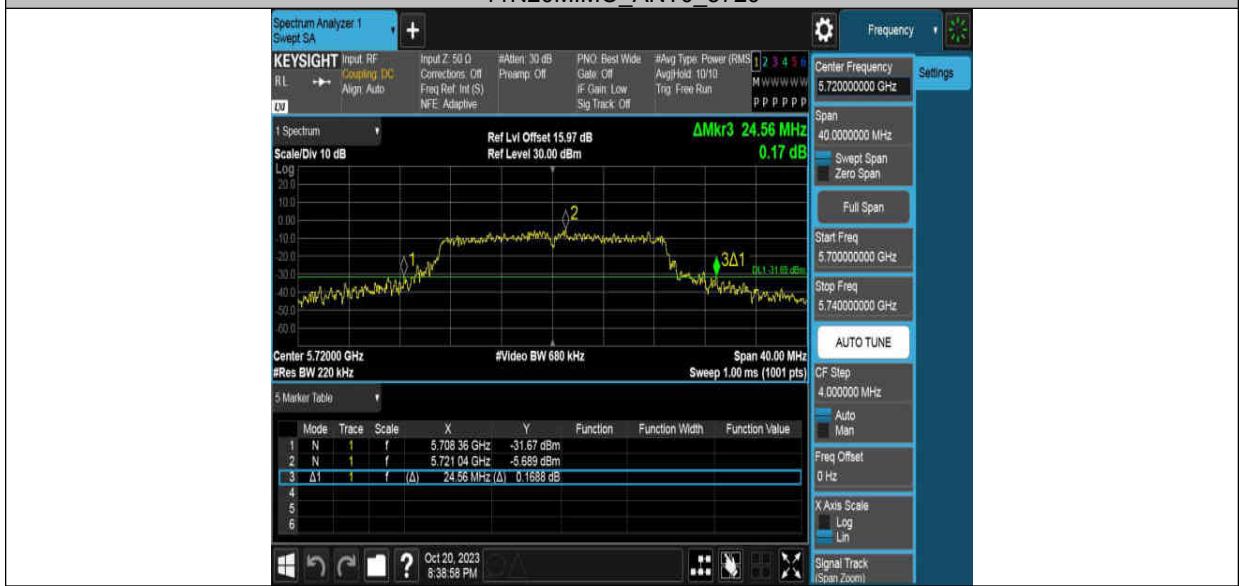 Spectrum Analyzer 1
Swept SA
+
Frequency
KEYSIGHT
RL
Input: RF
Coupling: DC
Align: Auto
Input Z: 50 Ω
Corrections: Off
Freq Ref: Int (S)
NFE: Adaptive
#Atten: 30 dB
Preamp: Off
PNO: Best Wide
Gate: Off
IF Gain: Low
Sig Track: Off
#Avg Type: Power (RMS
Avg|Hold: 10/10
Trig: Free Run
1 2 3 4 5 6
M W W W W W
P P P P P P
Center Frequency
5.720000000 GHz
Settings
Span
40.0000000 MHz
Swept Span
Zero Span
Full Span
Start Freq
5.700000000 GHz
Stop Freq
5.740000000 GHz
AUTO TUNE
CF Step
4.000000 MHz
Auto
Man
Freq Offset
0 Hz
X Axis Scale
Log
Lin
Signal Track
(Span Zoom)
1 Spectrum
Scale/Div 10 dB
Ref Lvl Offset 15.97 dB
Ref Level 30.00 dBm
ΔMkr3 24.56 MHz
0.17 dB
Log
20.0
10.0
0.00
-10.0
-20.0
-30.0
-40.0
-50.0
-60.0
1
2
3Δ1
DL1 -31.69 dBm
Center 5.72000 GHz
#Video BW 680 kHz
Span 40.00 MHz
#Res BW 220 kHz
Sweep 1.00 ms (1001 pts)
5 Marker Table
Mode Trace Scale X Y Function Function Width Function Value
1 N 1 f 5.708 36 GHz -31.67 dBm
2 N 1 f 5.721 04 GHz -5.689 dBm
3 Δ1 1 f (Δ) 24.56 MHz (Δ) 0.1688 dB
4
5
6
?
Oct 20, 2023
8:38:58 PM